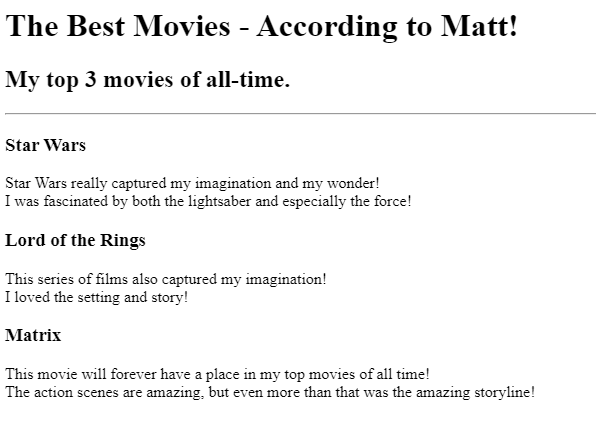 The Best Movies - According to Matt!
My top 3 movies of all-time.
Star Wars
Star Wars really captured my imagination and my wonder!
I was fascinated by both the lightsaber and especially the force!
Lord of the Rings
This series of films also captured my imagination!
I loved the setting and story!
Matrix
This movie will forever have a place in my top movies of all time!
The action scenes are amazing, but even more than that was the amazing storyline!